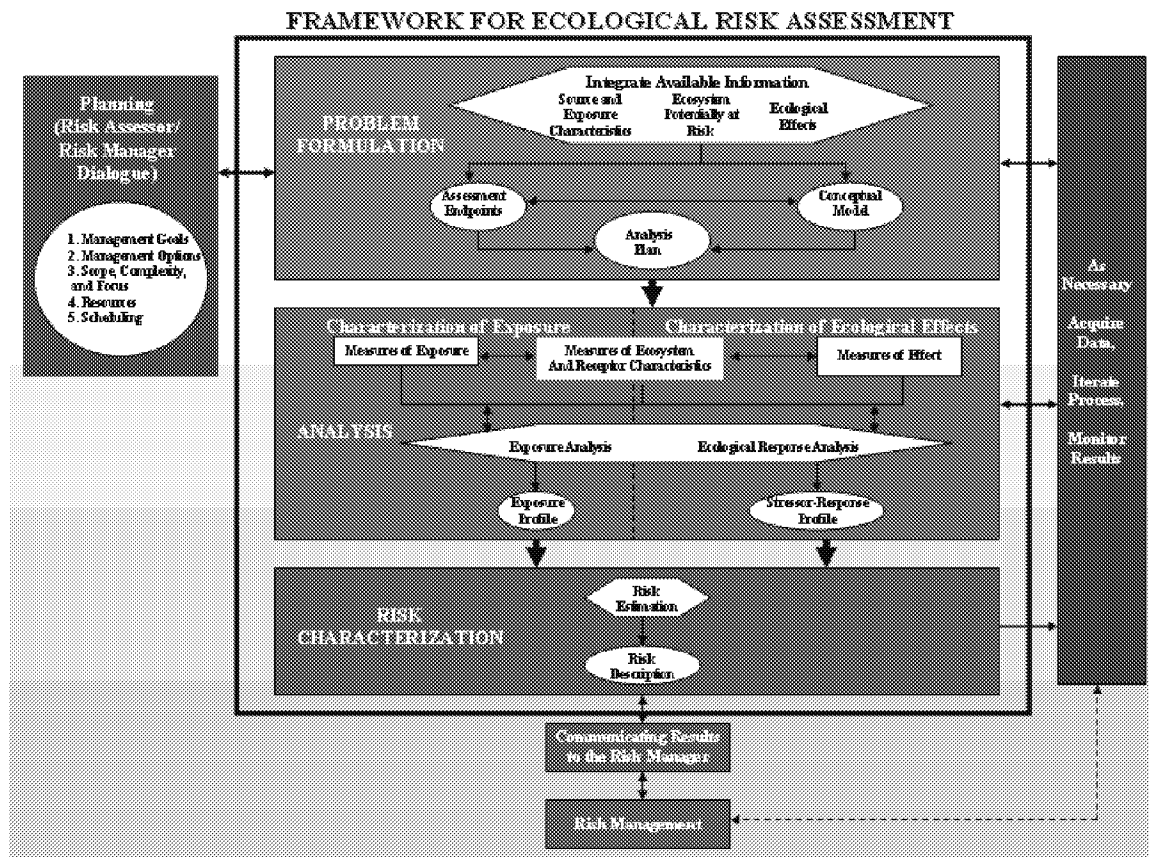 FRAMEWORK FOR ECOLOGICAL RISK ASSESSMENT
Planning
(Risk Assessor/
Risk Manager
Dialogue)
1. Management Goals
2. Management Options
3. Scope, Complexity,
and Focus
4. Resources
5. Scheduling
PROBLEM
FORMULATION
Integrate Available Information
Source and
Exposure
Characteristics
Ecosystem
Potentially at
Risk
Ecological
Effects
Assessment
Endpoints
Conceptual
Model
Analysis
Plan
Characterization of Exposure
Characterization of Ecological Effects
Measures of Exposure
Measures of Ecosystem
And Receptor Characteristics
Measures of Effect
ANALYSIS
Exposure Analysis
Ecological Response Analysis
Exposure
Profile
Stressor-Response
Profile
RISK
CHARACTERIZATION
Risk
Estimation
Risk
Description
Communicating Results
to the Risk Manager
Risk Management
As
Necessary
Acquire
Data,
Iterate
Process,
Monitor
Results